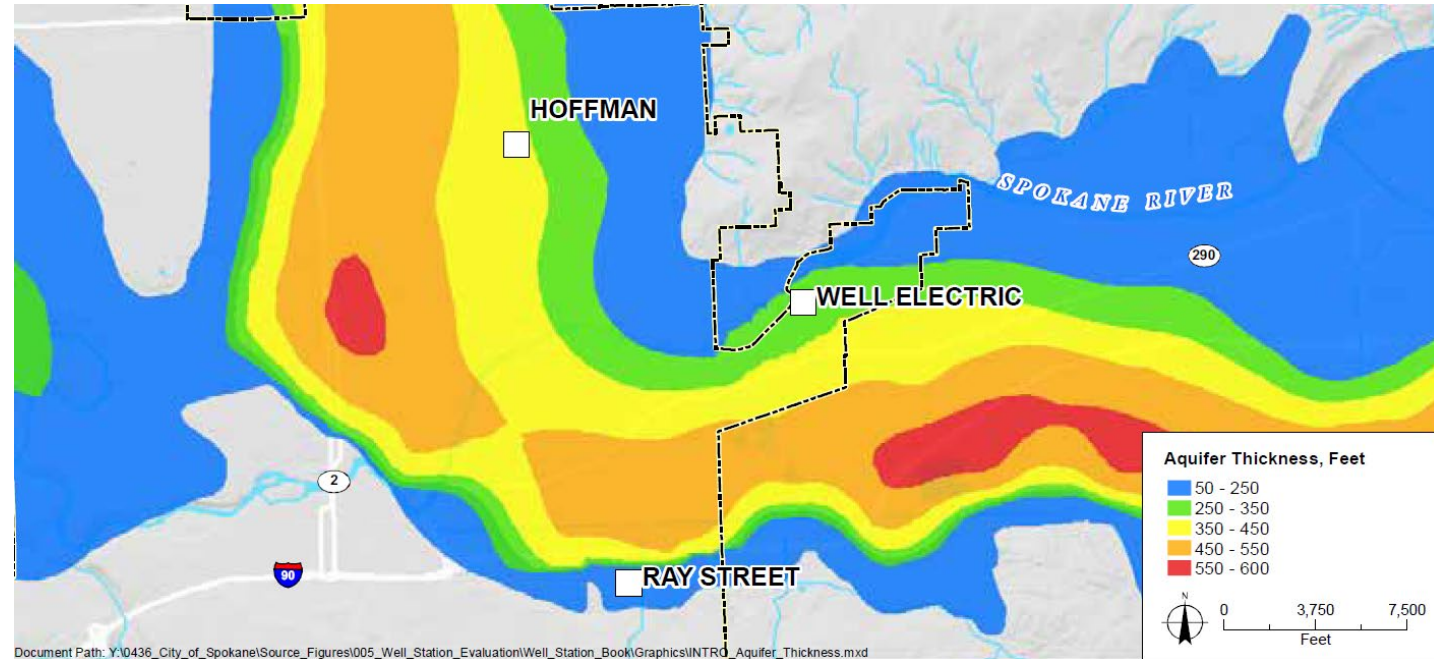 HOFFMAN
SPOKANE RIVER
290
WELL ELECTRIC
2
90
RAY STREET
Aquifer Thickness, Feet
50 - 250
250 - 350
350 - 450
450 - 550
550 - 600
N
0 3,750 7,500
Feet
Document Path: Y:\0436_City_of_Spokane\Source_Figures\005_Well_Station_Evaluation\Well_Station_Book\Graphics\INTRO_Aquifer_Thickness.mxd